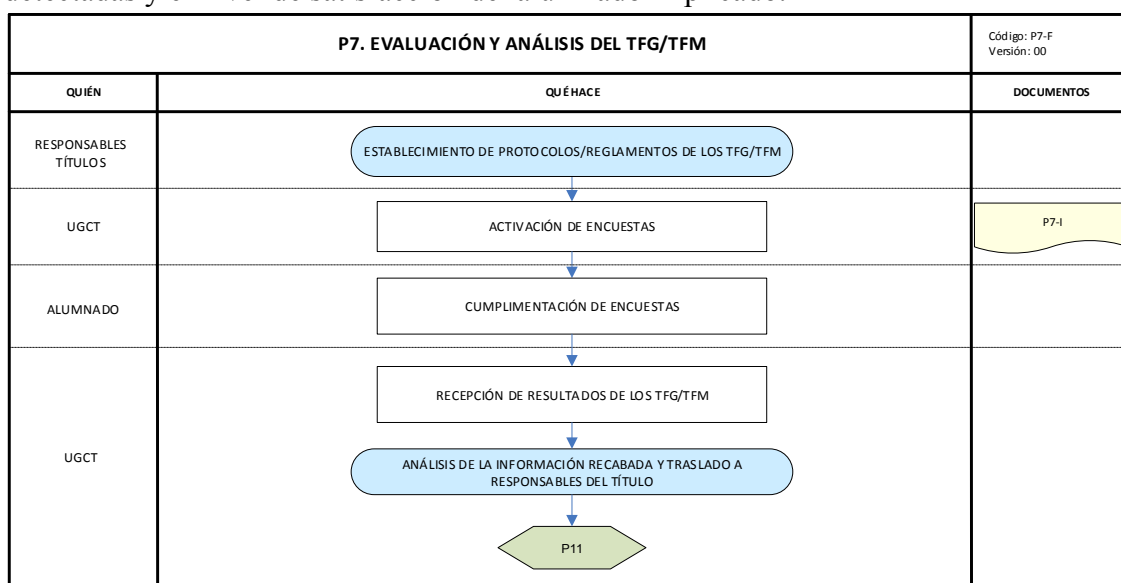 P7. EVALUACIÓN Y ANÁLISIS DEL TFG/TFM
Código: P7-F
Versión: 00
QUIÉN
QUÉ HACE
DOCUMENTOS
RESPONSABLES
TÍTULOS
ESTABLECIMIENTO DE PROTOCOLOS/REGLAMENTOS DE LOS TFG/TFM
UGCT
ACTIVACIÓN DE ENCUESTAS
P7-I
ALUMNADO
CUMPLIMENTACIÓN DE ENCUESTAS
UGCT
RECEPCIÓN DE RESULTADOS DE LOS TFG/TFM
ANÁLISIS DE LA INFORMACIÓN RECABADA Y TRASLADO A
RESPONSABLES DEL TÍTULO
P11